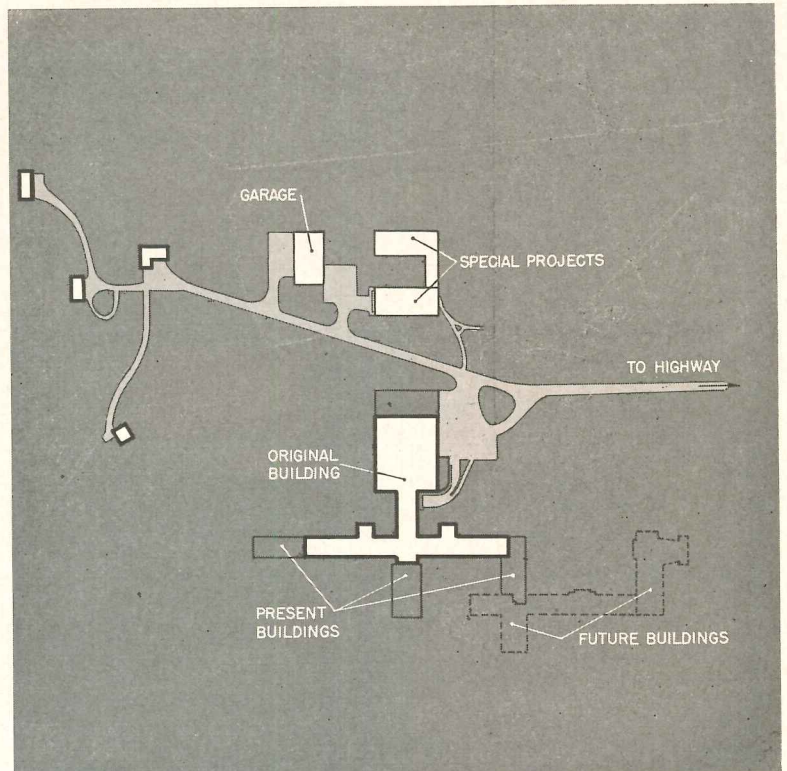 GARAGE
SPECIAL PROJECTS
TO HIGHWAY
ORIGINAL
BUILDING
PRESENT
BUILDINGS
FUTURE BUILDINGS